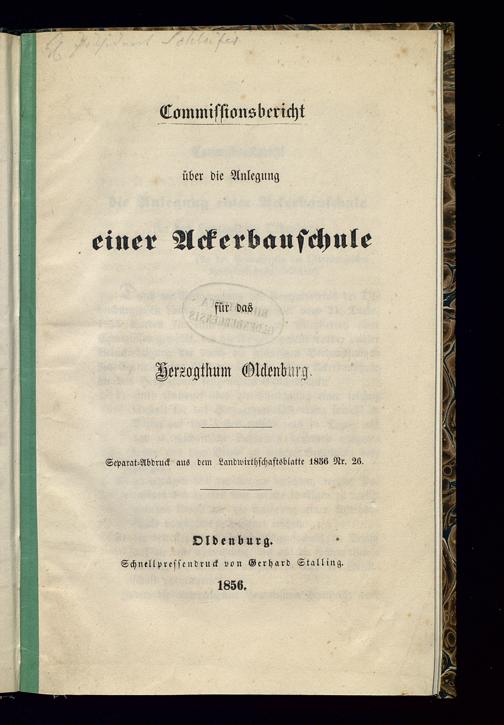 Commissionsbericht
über die Anlegung
einer Ackerbauschule
für das
Herzogthum Oldenburg.
Separat-Abdruck aus dem Landwirthschaftsblatte 1856 Nr. 26.
Oldenburg.
Schnellpressendruck von Gerhard Stalling.
1856.